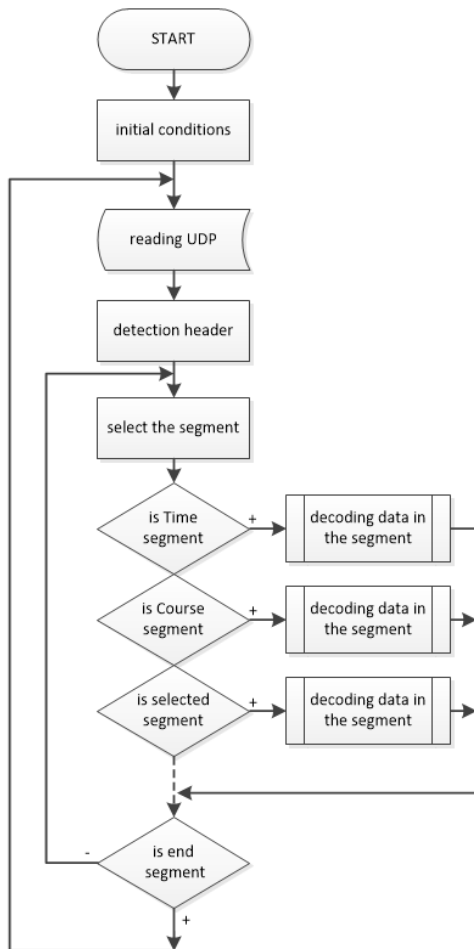 START
initial conditions
reading UDP
detection header
select the segment
is Time
segment
+
decoding data in
the segment
is Course
segment
+
decoding data in
the segment
is selected
segment
+
decoding data in
the segment
is end
segment
-
+